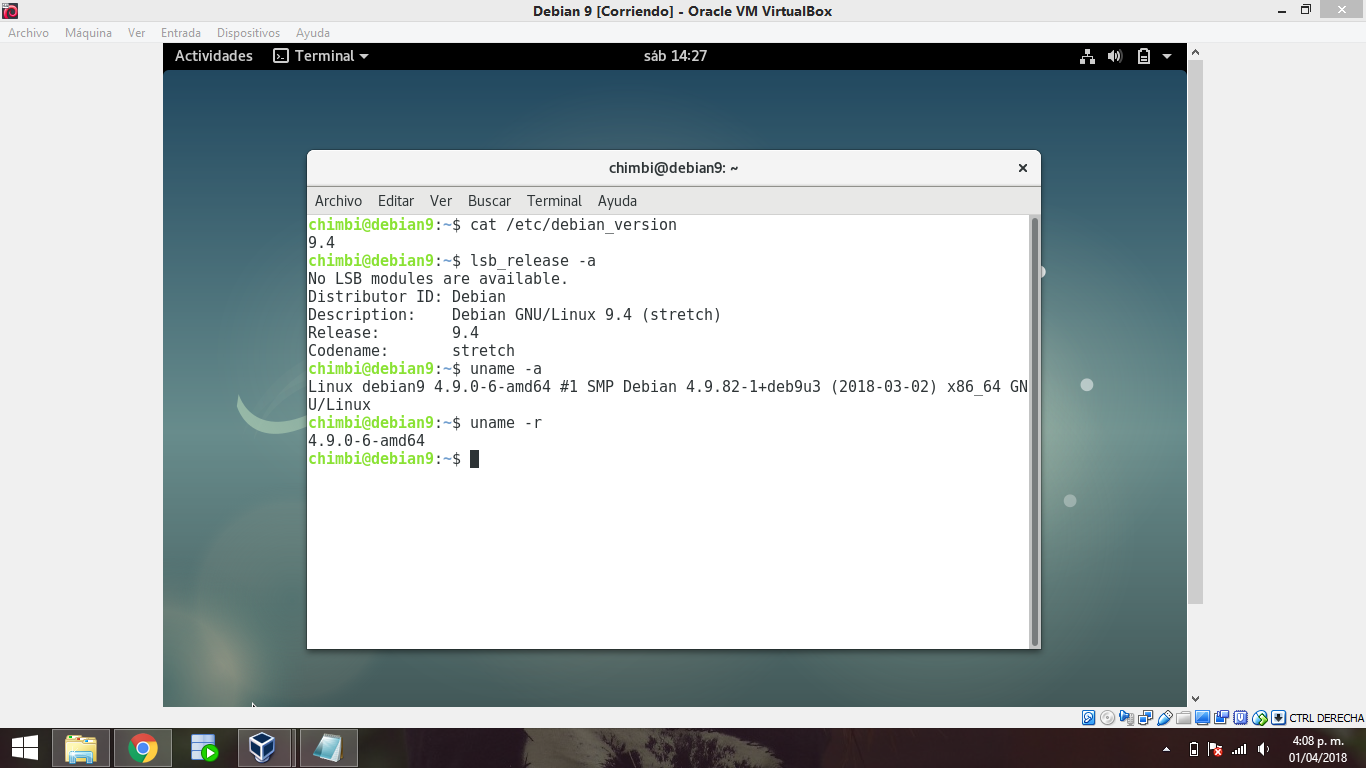 Debian 9 [Corriendo] - Oracle VM VirtualBox
Archivo Máquina Ver Entrada Dispositivos Ayuda
Actividades Terminal sáb 14:27
chimbi@debian9: ~
Archivo Editar Ver Buscar Terminal Ayuda
chimbi@debian9:~$ cat /etc/debian_version
9.4
chimbi@debian9:~$ lsb_release -a
No LSB modules are available.
Distributor ID: Debian
Description:    Debian GNU/Linux 9.4 (stretch)
Release:        9.4
Codename:       stretch
chimbi@debian9:~$ uname -a
Linux debian9 4.9.0-6-amd64 #1 SMP Debian 4.9.82-1+deb9u3 (2018-03-02) x86_64 GN
U/Linux
chimbi@debian9:~$ uname -r
4.9.0-6-amd64
chimbi@debian9:~$
CTRL DERECHA
4:08 p. m.
01/04/2018